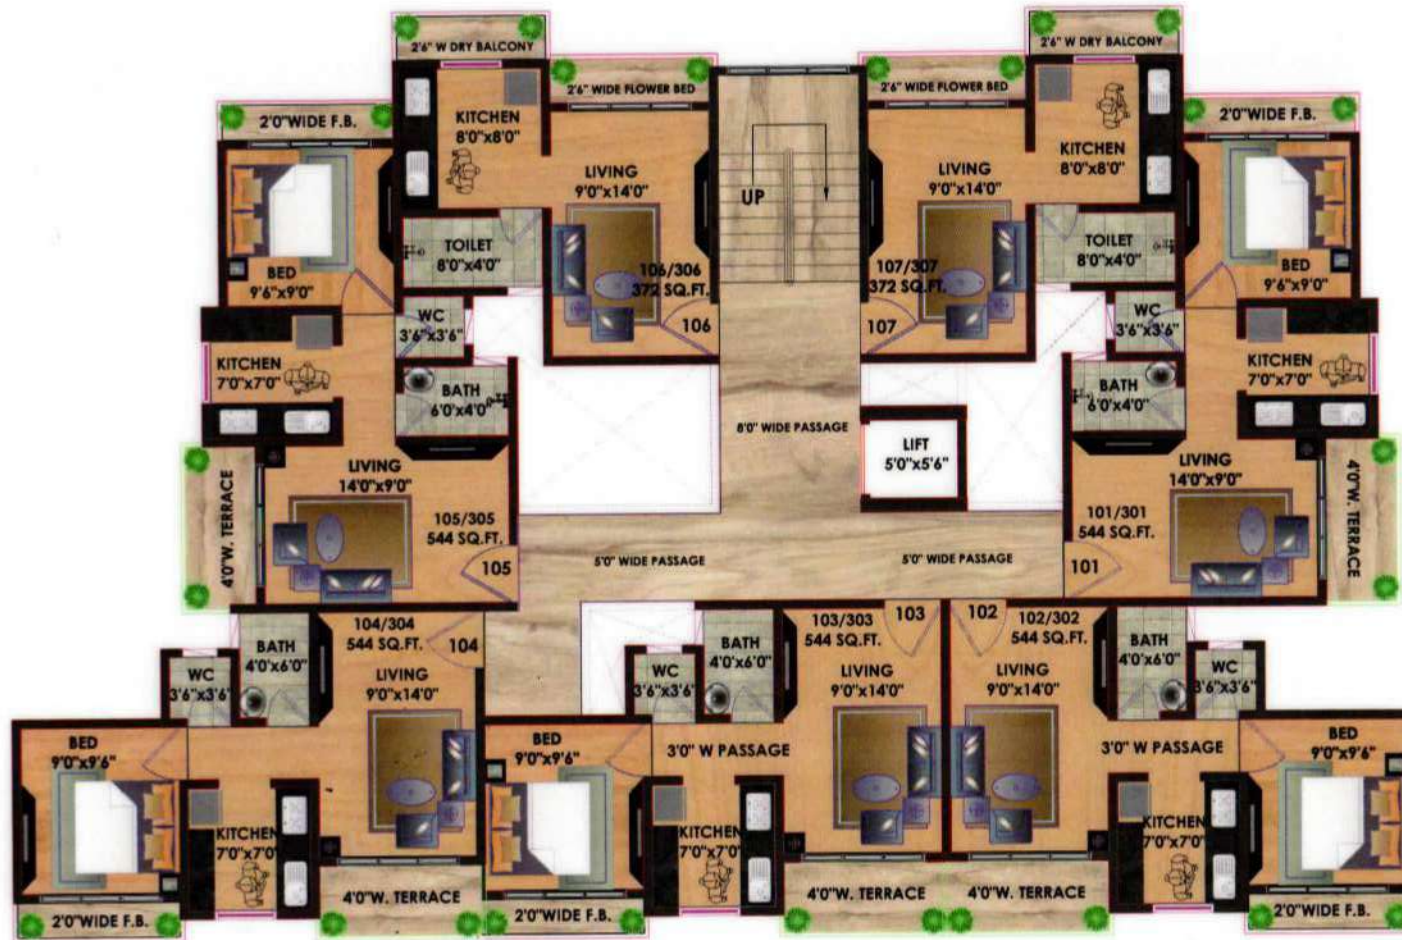 2'6" W DRY BALCONY
2'6" W DRY BALCONY
2'6" WIDE FLOWER BED
2'6" WIDE FLOWER BED
2'0"WIDE F.B.
KITCHEN
8'0"x8'0"
LIVING
9'0"x14'0"
UP
LIVING
9'0"x14'0"
KITCHEN
8'0"x8'0"
2'0"WIDE F.B.
BED
9'6"x9'0"
TOILET
8'0"x4'0"
106/306
372 SQ.FT.
106
107/307
372 SQ.FT.
107
TOILET
8'0"x4'0"
BED
9'6"x9'0"
WC
3'6"x3'6"
WC
3'6"x3'6"
KITCHEN
7'0"x7'0"
BATH
6'0"x4'0"
8'0" WIDE PASSAGE
LIFT
5'0"x5'6"
BATH
6'0"x4'0"
KITCHEN
7'0"x7'0"
4'0"W. TERRACE
LIVING
14'0"x9'0"
105/305
544 SQ.FT.
105
5'0" WIDE PASSAGE
5'0" WIDE PASSAGE
LIVING
14'0"x9'0"
101/301
544 SQ.FT.
101
4'0"W. TERRACE
WC
3'6"x3'6"
BATH
4'0"x6'0"
104/304
544 SQ.FT.
104
LIVING
9'0"x14'0"
WC
3'6"x3'6"
BATH
4'0"x6'0"
103/303
544 SQ.FT.
103
LIVING
9'0"x14'0"
102
102/302
544 SQ.FT.
LIVING
9'0"x14'0"
BATH
4'0"x6'0"
WC
3'6"x3'6"
BED
9'0"x9'6"
BED
9'0"x9'6"
3'0" W PASSAGE
3'0" W PASSAGE
BED
9'0"x9'6"
KITCHEN
7'0"x7'0"
KITCHEN
7'0"x7'0"
KITCHEN
7'0"x7'0"
2'0"WIDE F.B.
4'0"W. TERRACE
2'0"WIDE F.B.
4'0"W. TERRACE
4'0"W. TERRACE
2'0"WIDE F.B.